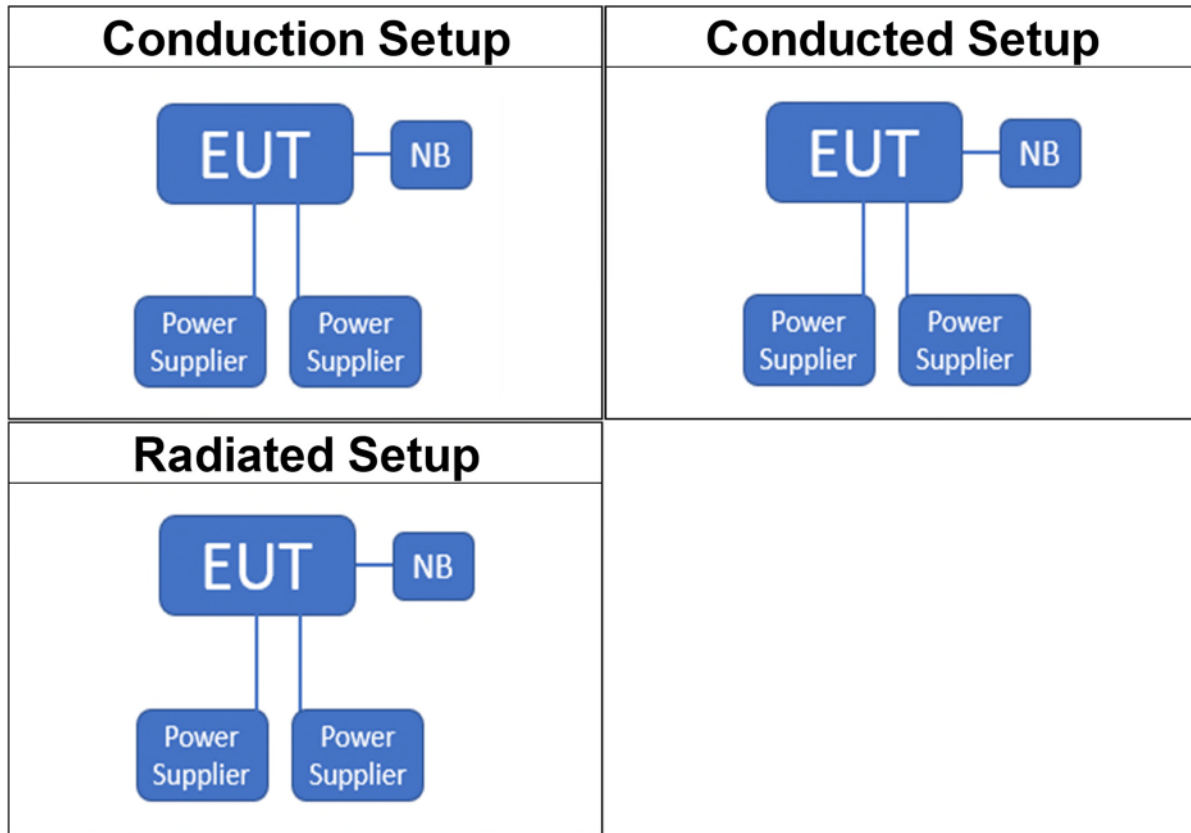 Conduction Setup
EUT
NB
Power
Supplier
Power
Supplier
Conducted Setup
EUT
NB
Power
Supplier
Power
Supplier
Radiated Setup
EUT
NB
Power
Supplier
Power
Supplier